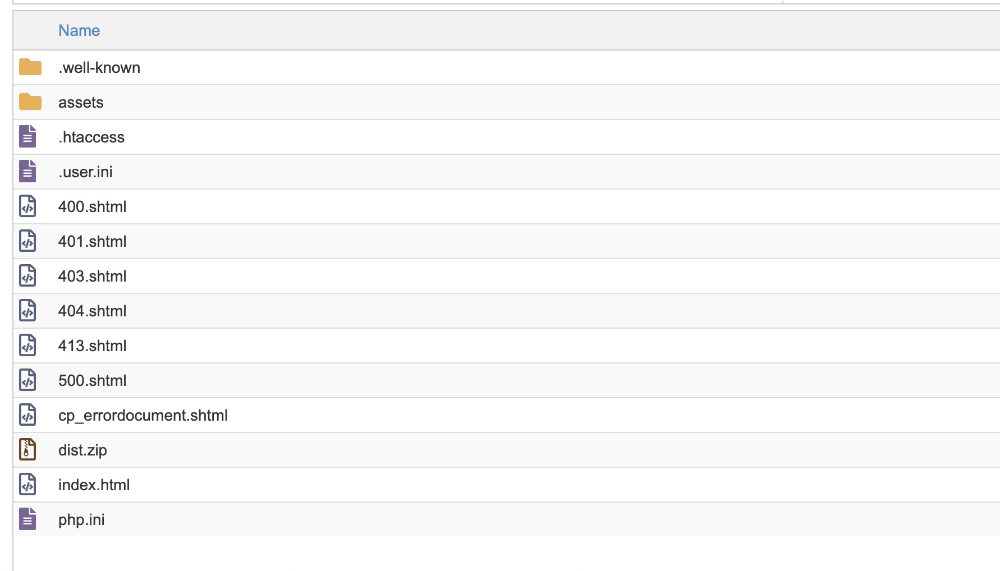 Name
.well-known
assets
.htaccess
.user.ini
400.shtml
401.shtml
403.shtml
404.shtml
413.shtml
500.shtml
cp_errordocument.shtml
dist.zip
index.html
php.ini